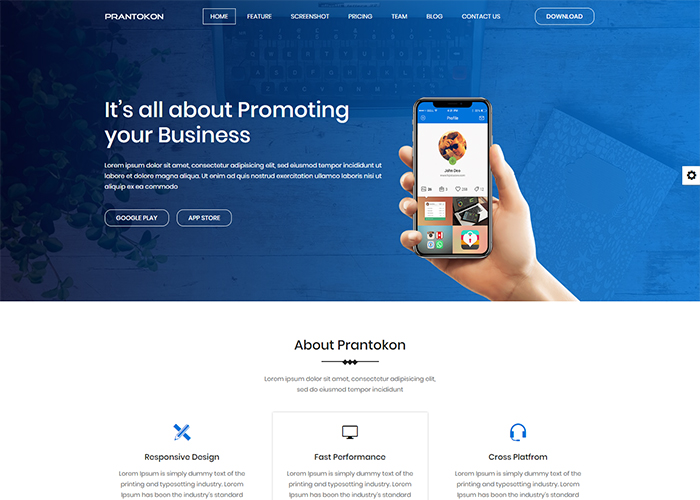 PRANTOKON
HOME FEATURE SCREENSHOT PRICING TEAM BLOG CONTACT US DOWNLOAD
It's all about Promoting
your Business
Lorem ipsum dolor sit amet, consectetur adipiscing elit, sed eiusmod tempor incididunt ut
labore et dolore magna aliqua. Ut enim ad quis nostrud exercitation ullamco laboris nisi ut
aliquip ex ea commodo
GOOGLE PLAY APP STORE
Profile
John Deo
About Prantokon
Lorem ipsum dolor sit amet, consectetur adipisicing elit,
sed do eiusmod tempor incididunt
Responsive Design
Lorem Ipsum is simply dummy text of the
printing and typesetting industry. Lorem
Ipsum has been the industry's standard
Fast Performance
Lorem Ipsum is simply dummy text of the
printing and typesetting industry. Lorem
Ipsum has been the industry's standard
Cross Platfrom
Lorem Ipsum is simply dummy text of the
printing and typesetting industry. Lorem
Ipsum has been the industry's standard